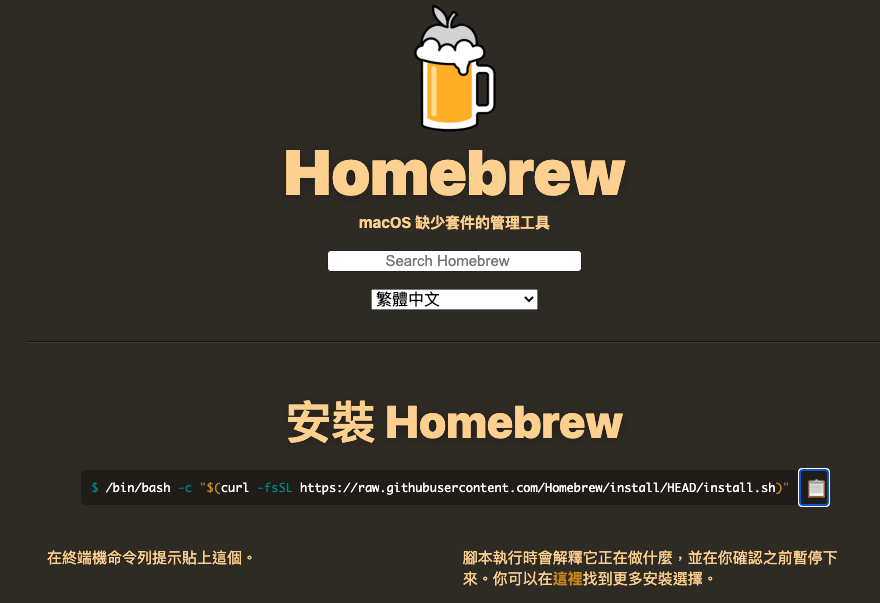 Homebrew
macOS 缺少套件的管理工具
Search Homebrew
繁體中文
安裝 Homebrew
$ /bin/bash -c "$(curl -fsSL https://raw.githubusercontent.com/Homebrew/install/HEAD/install.sh)"
在終端機命令列提示貼上這個。
腳本執行時會解釋它正在做什麼，並在你確認之前暫停下
來。你可以在這裡找到更多安裝選擇。